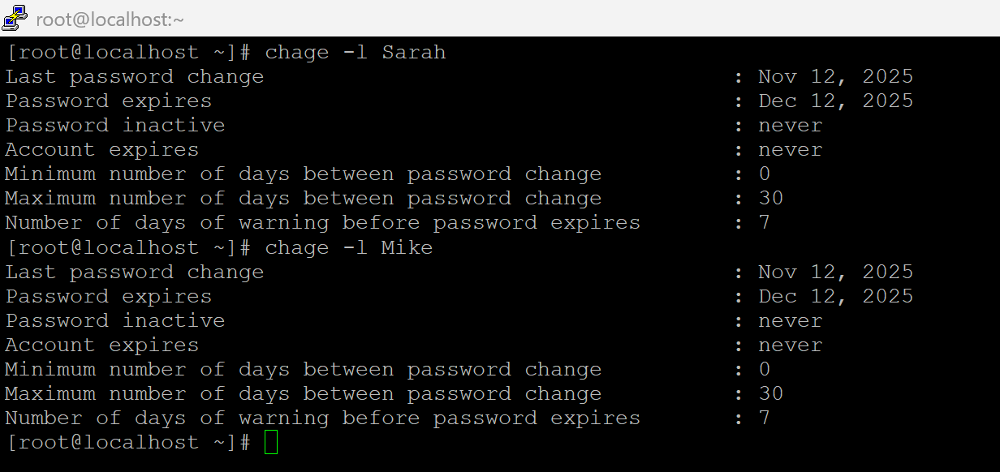 root@localhost:~
[root@localhost ~]# chage -l Sarah
Last password change : Nov 12, 2025
Password expires : Dec 12, 2025
Password inactive : never
Account expires : never
Minimum number of days between password change : 0
Maximum number of days between password change : 30
Number of days of warning before password expires : 7
[root@localhost ~]# chage -l Mike
Last password change : Nov 12, 2025
Password expires : Dec 12, 2025
Password inactive : never
Account expires : never
Minimum number of days between password change : 0
Maximum number of days between password change : 30
Number of days of warning before password expires : 7
[root@localhost ~]#